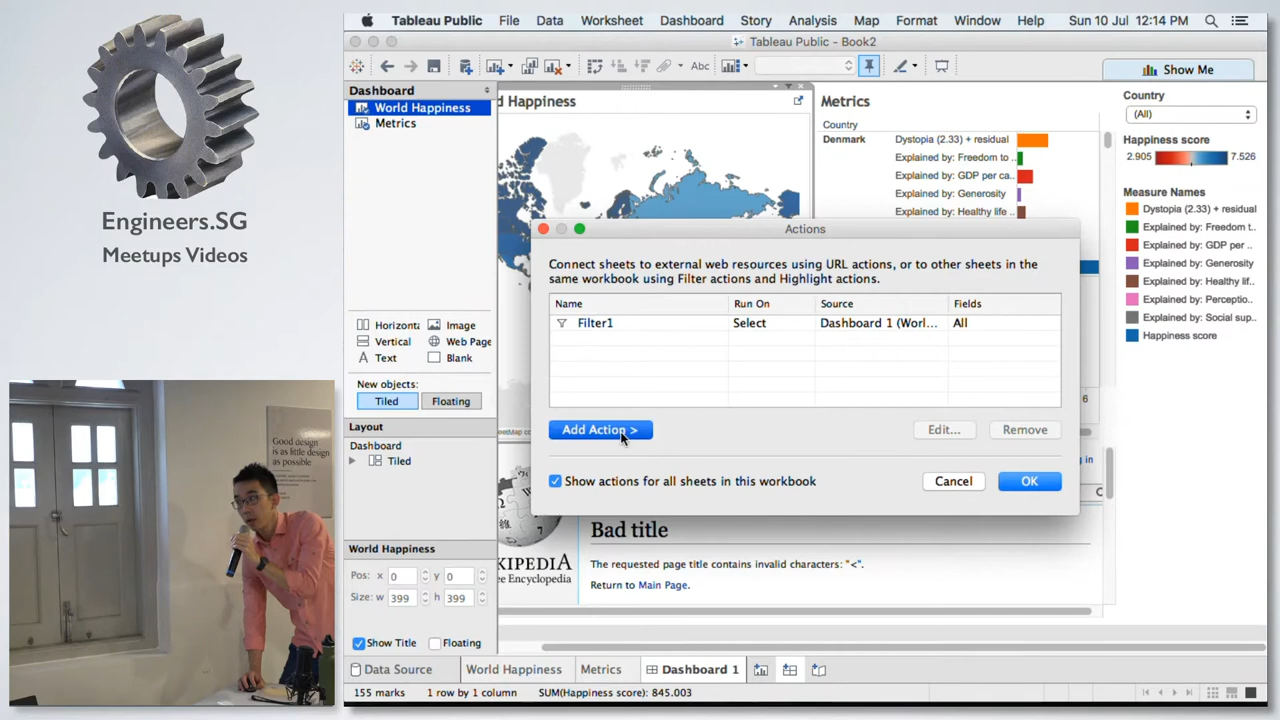 Engineers.SG
Meetups Videos
Good design
is as little design
as possible
Tableau Public File Data Worksheet Dashboard Story Analysis Map Format Window Help Sun 10 Jul 12:14 PM
Tableau Public - Book2
Abc
Show Me
Dashboard
World Happiness
Metrics
Horizonta
Image
Vertical
Web Page
Text
Blank
New objects:
Tiled
Floating
Layout
Dashboard
Tiled
World Happiness
Pos: x 0 y 0
Size: w 399 h 399
Show Title
Floating
d Happiness
Metrics
Country
Denmark
Dystopia (2.33) + residual
Explained by: Freedom to ..
Explained by: GDP per ca..
Explained by: Generosity
Explained by: Healthy life ..
Country
(All)
Happiness score
2.905 7.526
Measure Names
Dystopia (2.33) + residual
Explained by: Freedom t..
Explained by: GDP per ..
Explained by: Generosity
Explained by: Healthy lif..
Explained by: Perceptio..
Explained by: Social sup..
Happiness score
Actions
Connect sheets to external web resources using URL actions, or to other sheets in the
same workbook using Filter actions and Highlight actions.
Name Run On Source Fields
Filter1 Select Dashboard 1 (Worl... All
Add Action >
Edit...
Remove
Show actions for all sheets in this workbook
Cancel
OK
6
g in
KIPEDIA
ee Encyclopedia
Bad title
The requested page title contains invalid characters: "<".
Return to Main Page.
Data Source World Happiness Metrics Dashboard 1
155 marks 1 row by 1 column SUM(Happiness score): 845.003